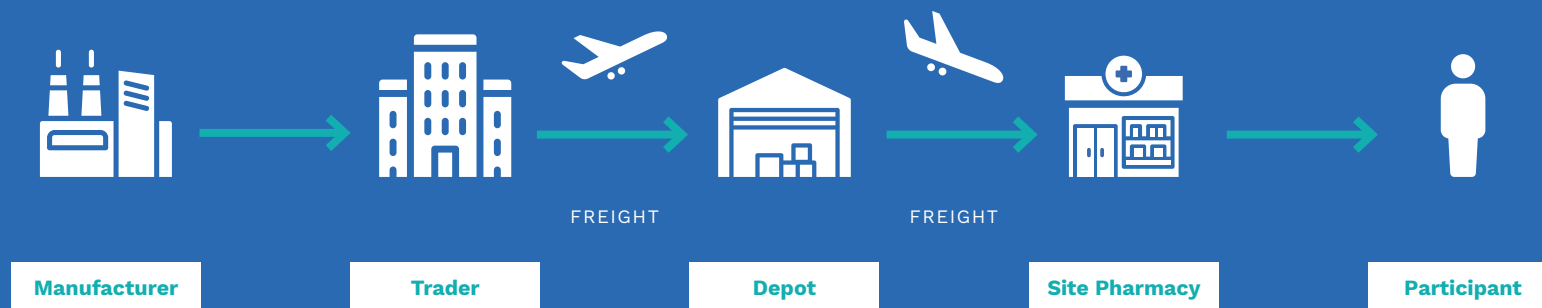 FREIGHT
FREIGHT
Manufacturer
Trader
Depot
Site Pharmacy
Participant